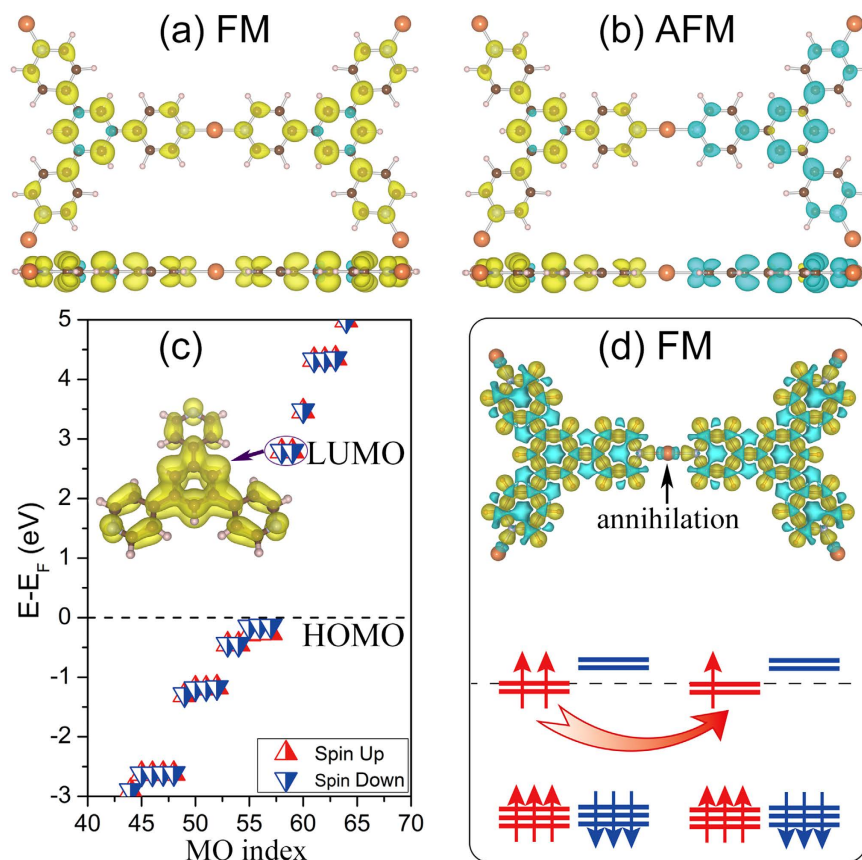 (a) FM
(b) AFM
(c)
5
4
3
2
1
0
-1
-2
-3
E-E_F (eV)
LUMO
HOMO
Spin Up
Spin Down
40 45 50 55 60 65 70
MO index
(d) FM
annihilation